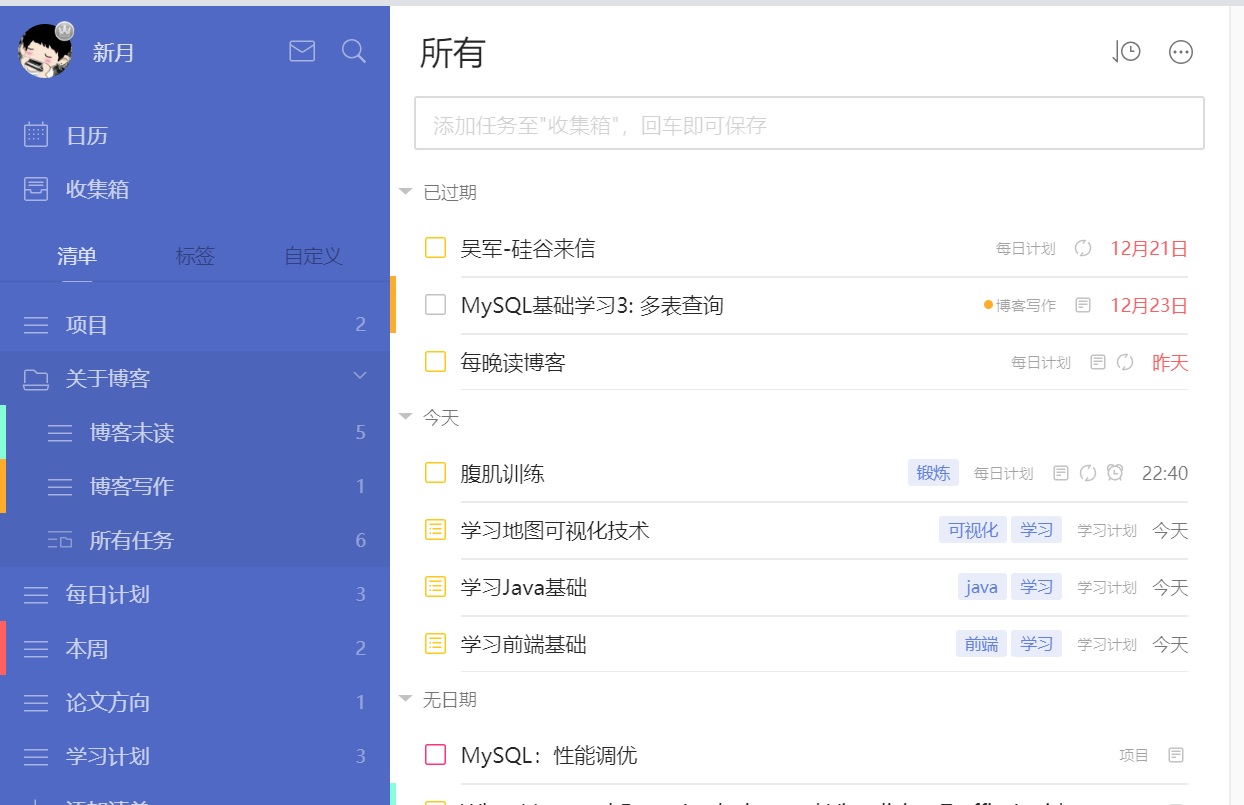 新月
日历
收集箱
清单 标签 自定义
项目 2
关于博客
博客未读 5
博客写作 1
所有任务 6
每日计划 3
本周 2
论文方向 1
学习计划 3
所有
添加任务至"收集箱"，回车即可保存
已过期
吴军-硅谷来信 每日计划 12月21日
MySQL基础学习3: 多表查询 博客写作 12月23日
每晚读博客 每日计划 昨天
今天
腹肌训练 锻炼 每日计划 22:40
学习地图可视化技术 可视化 学习 学习计划 今天
学习Java基础 java 学习 学习计划 今天
学习前端基础 前端 学习 学习计划 今天
无日期
MySQL：性能调优 项目